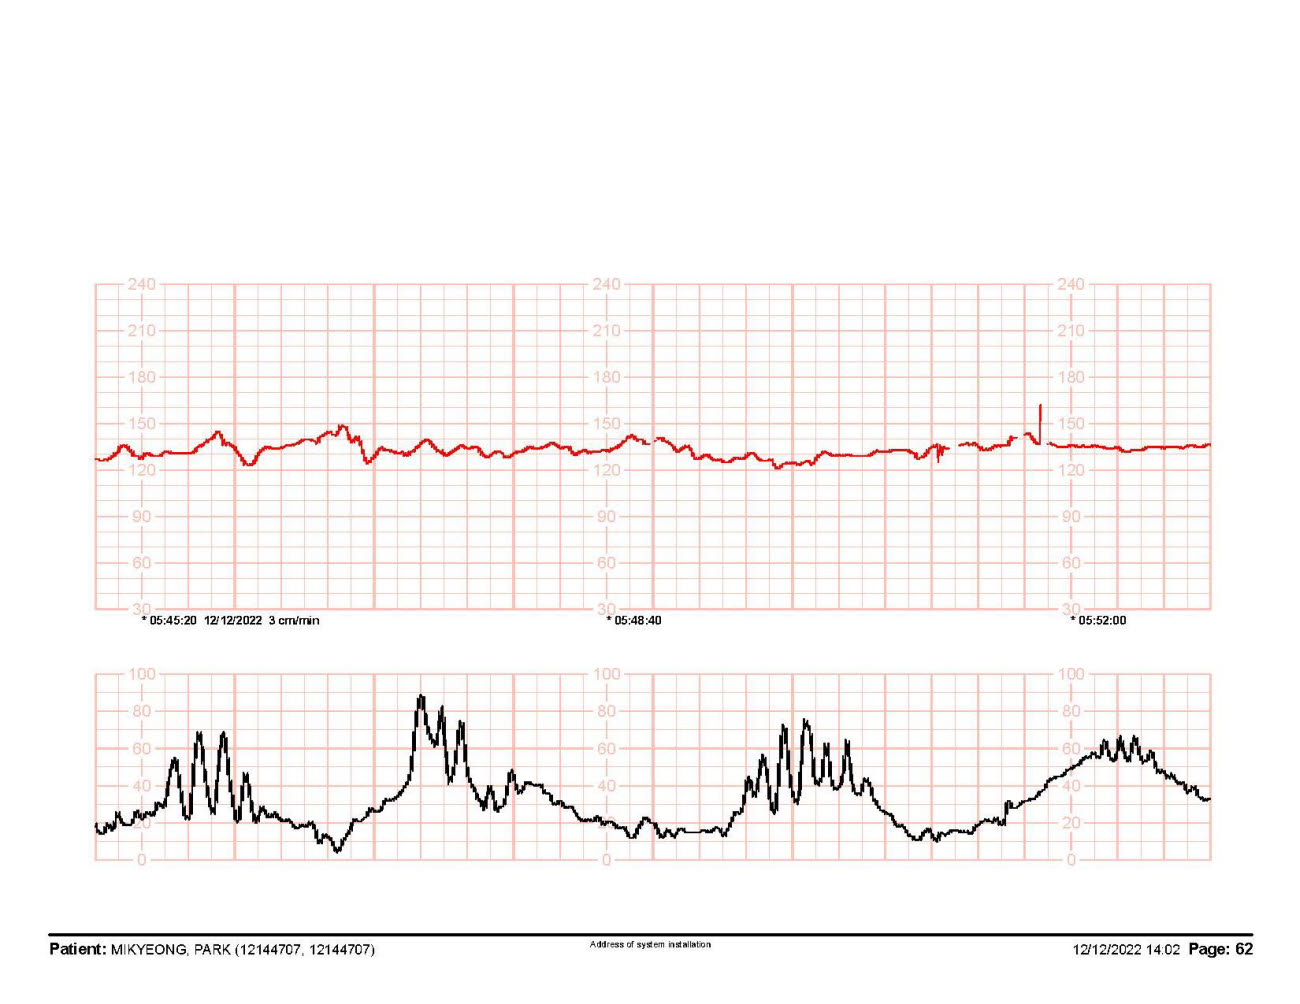 240 240 240
210 210 210
180 180 180
150 150 150
120 120 120
90 90 90
60 60 60
30 30 30
* 05:45:20 12/12/2022 3 cm/min * 05:48:40 * 05:52:00
100 100 100
80 80 80
60 60 60
40 40 40
20 20 20
0 0 0
Patient: MIKYEONG, PARK (12144707, 12144707) Address of system installation 12/12/2022 14:02 Page: 62